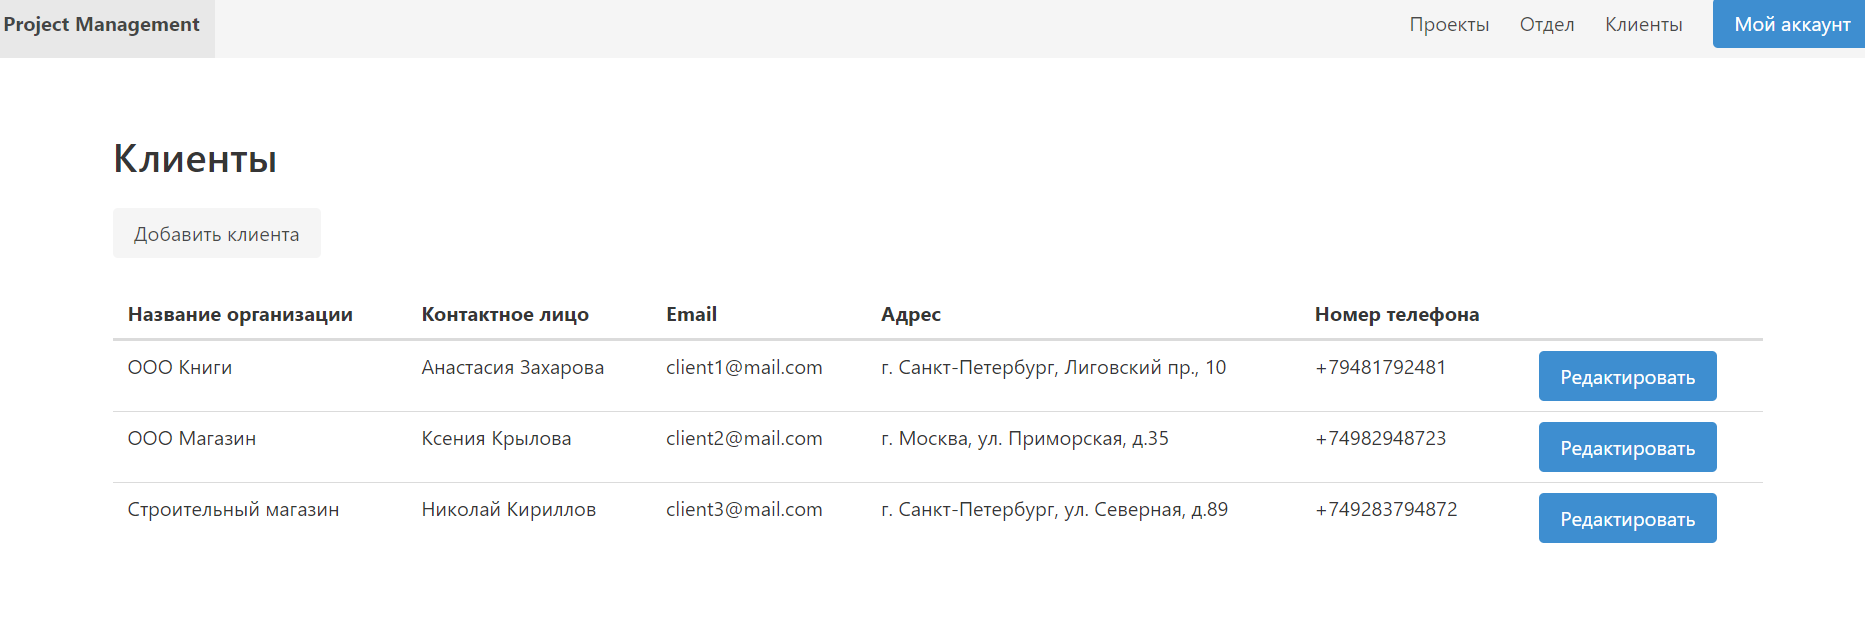 Project Management Проекты Отдел Клиенты Мой аккаунт
Клиенты
Добавить клиента
Название организации Контактное лицо Email Адрес Номер телефона
ООО Книги Анастасия Захарова client1@mail.com г. Санкт-Петербург, Лиговский пр., 10 +79481792481 Редактировать
ООО Магазин Ксения Крылова client2@mail.com г. Москва, ул. Приморская, д.35 +74982948723 Редактировать
Строительный магазин Николай Кириллов client3@mail.com г. Санкт-Петербург, ул. Северная, д.89 +749283794872 Редактировать